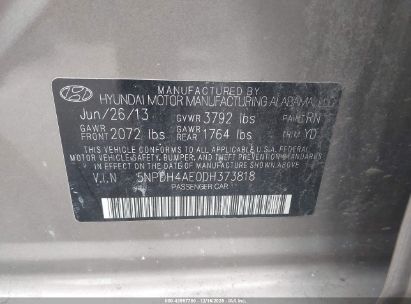 MANUFACTURED BY
HYUNDAI MOTOR MANUFACTURING ALABAMA, LLC
Jun/26/13 GVWR 3792 lbs PAINT RN
GAWR FRONT 2072 lbs GAWR REAR 1764 lbs TRIM YD
THIS VEHICLE CONFORMS TO ALL APPLICABLE U.S.A. FEDERAL
MOTOR VEHICLE SAFETY, BUMPER, AND THEFT PREVENTION STANDARDS
IN EFFECT ON THE DATE OF MANUFACTURE SHOWN ABOVE.
V.I.N 5NPDH4AE0DH373818
PASSENGER CAR